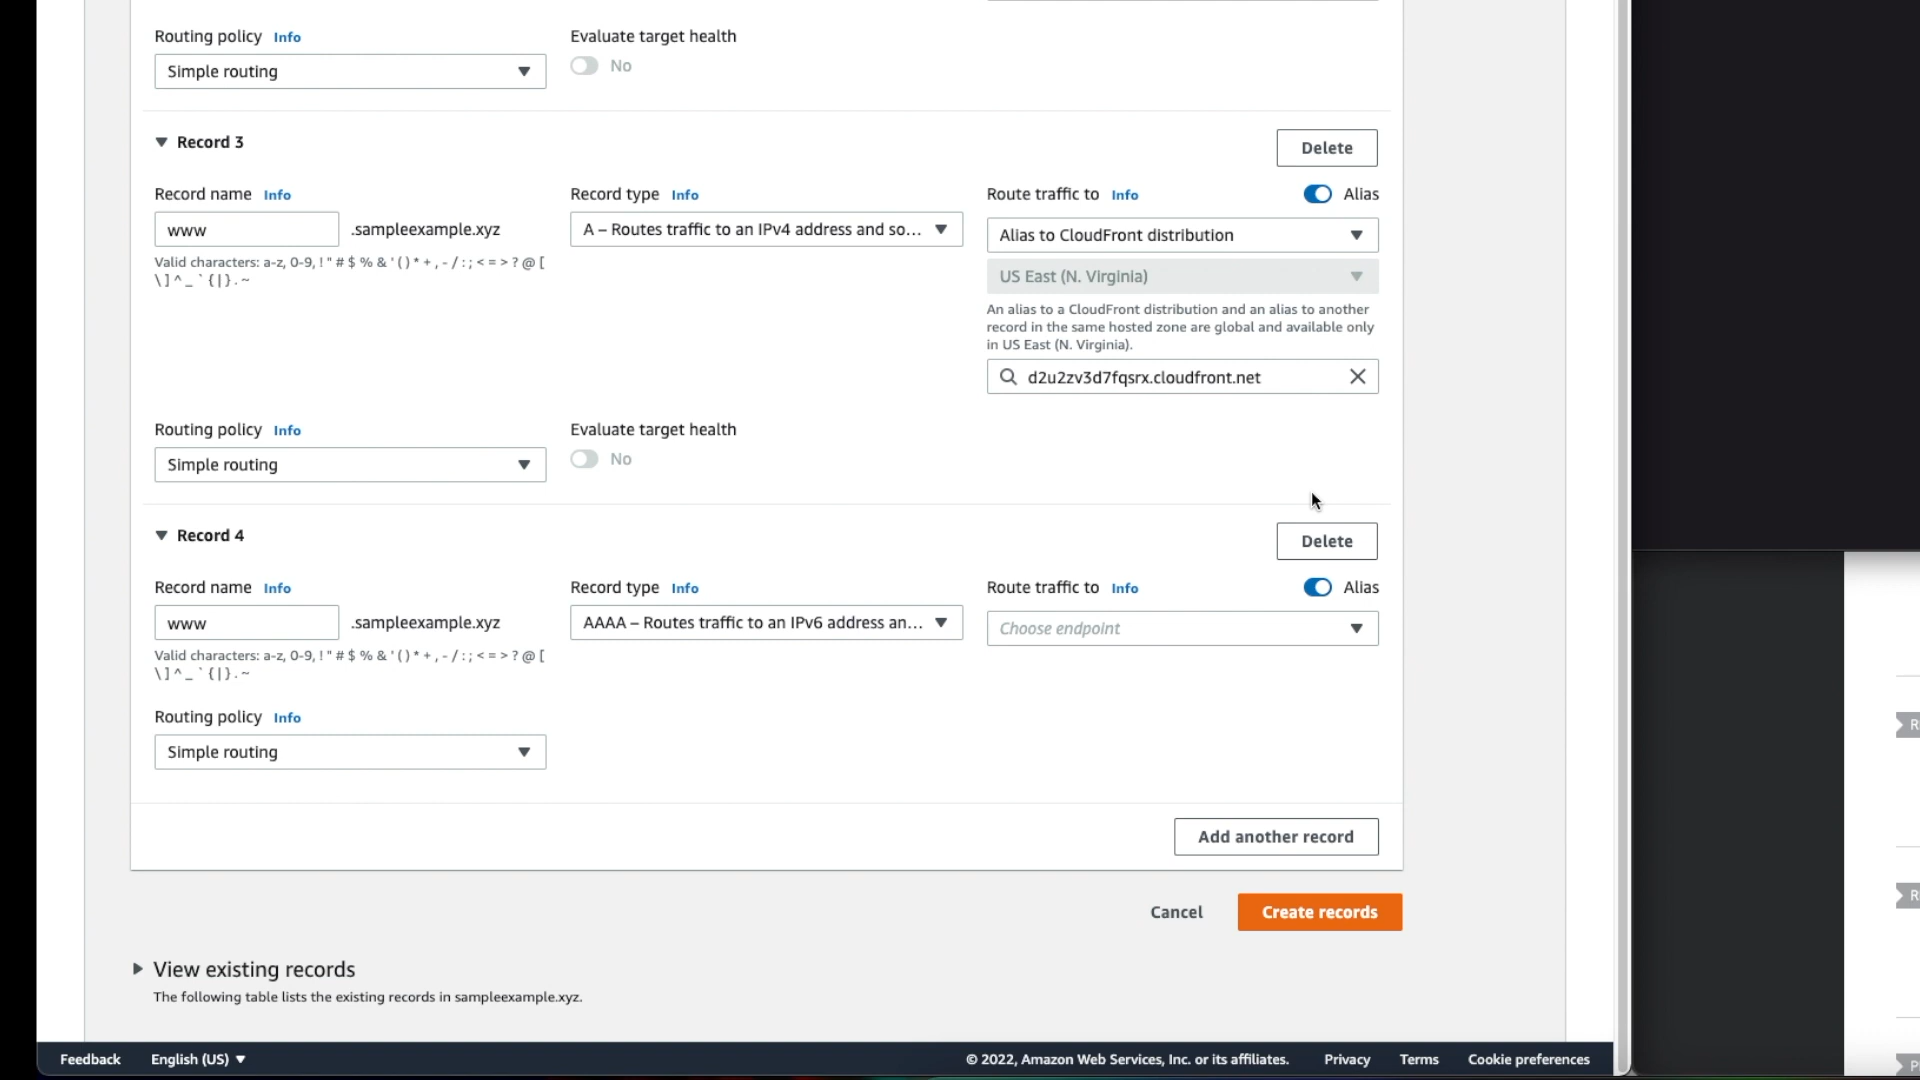 Routing policy Info
Evaluate target health
Simple routing
No
Record 3
Delete
Record name Info
Record type Info
Route traffic to Info
Alias
www
.sampleexample.xyz
A – Routes traffic to an IPv4 address and so...
Alias to CloudFront distribution
Valid characters: a-z, 0-9, ! " # $ % & ' ( ) * + , - / : ; < = > ? @ [
\ ] ^ _ ` { | } . ~
US East (N. Virginia)
An alias to a CloudFront distribution and an alias to another
record in the same hosted zone are global and available only
in US East (N. Virginia).
d2u2zv3d7fqsrx.cloudfront.net
Routing policy Info
Evaluate target health
Simple routing
No
Record 4
Delete
Record name Info
Record type Info
Route traffic to Info
Alias
www
.sampleexample.xyz
AAAA – Routes traffic to an IPv6 address an...
Choose endpoint
Valid characters: a-z, 0-9, ! " # $ % & ' ( ) * + , - / : ; < = > ? @ [
\ ] ^ _ ` { | } . ~
Routing policy Info
Simple routing
Add another record
Cancel
Create records
View existing records
The following table lists the existing records in sampleexample.xyz.
Feedback
English (US)
© 2022, Amazon Web Services, Inc. or its affiliates.
Privacy
Terms
Cookie preferences